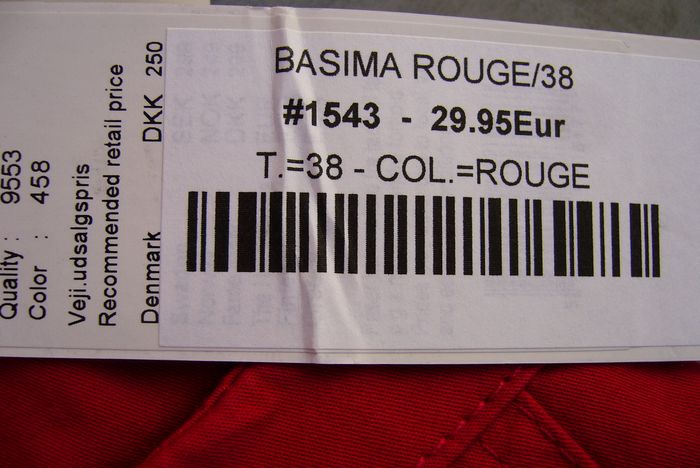 BASIMA ROUGE/38
#1543 - 29.95Eur
T.=38 - COL.=ROUGE
Quality : 9553
Color : 458
Vejl.udsalgspris
Recommended retail price
Denmark DKK 250